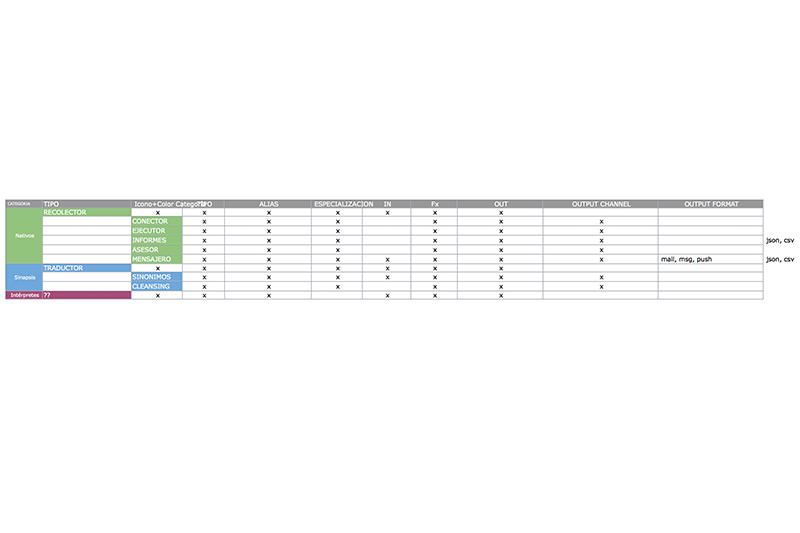 CATEGORIA TIPO Icono+Color Categoria TIPO ALIAS ESPECIALIZACION IN Fx OUT OUTPUT CHANNEL OUTPUT FORMAT
RECOLECTOR x x x x x x x
CONECTOR x x x x x x
Nativos EJECUTOR x x x x x x
INFORMES x x x x x x json, csv
ASESOR x x x x x x
MENSAJERO x x x x x x x mail, msg, push json, csv
TRADUCTOR x x x x x x x
Sinapsis SINONIMOS x x x x x x x
CLEANSING x x x x x x
Intérpretes ?? x x x x x x